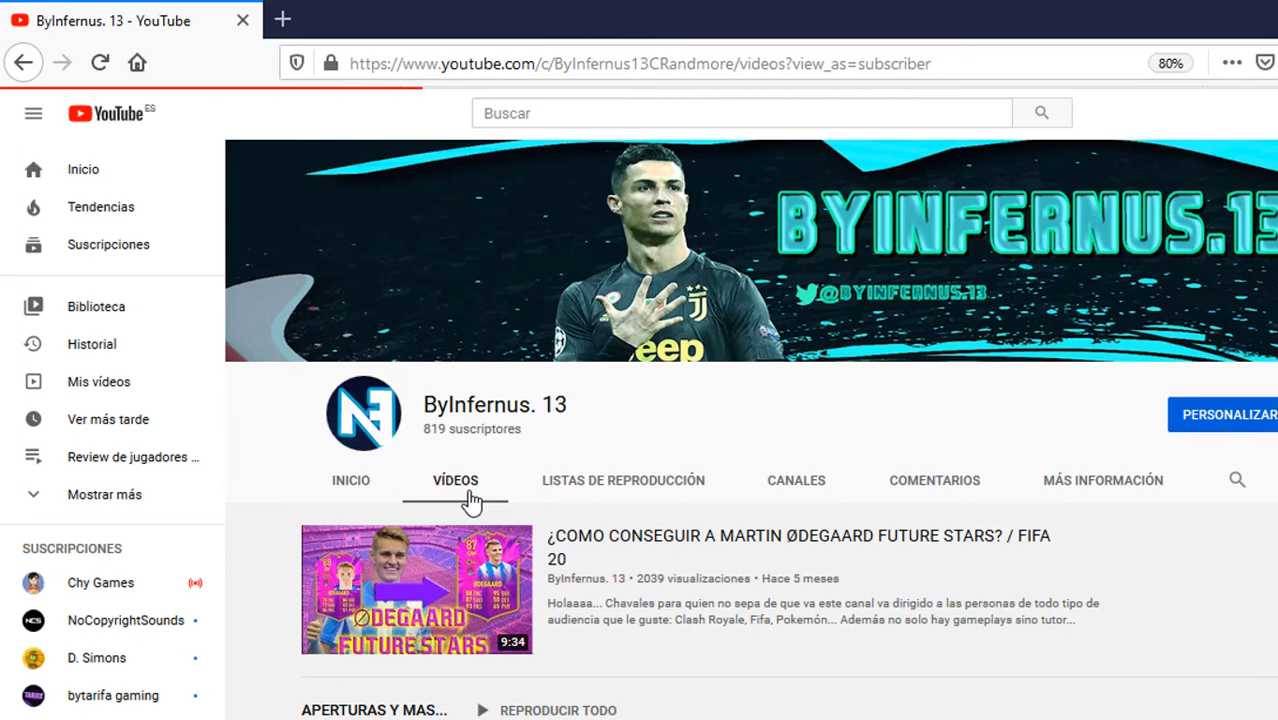 ByInfernus. 13 - YouTube
https://www.youtube.com/c/ByInfernus13CRandmore/videos?view_as=subscriber
80%
YouTube ES
Buscar
Inicio
Tendencias
Suscripciones
Biblioteca
Historial
Mis vídeos
Ver más tarde
Review de jugadores ...
Mostrar más
SUSCRIPCIONES
Chy Games
NoCopyrightSounds
D. Simons
bytarifa gaming
BYINFERNUS.13
@BYINFERNUS.13
Jeep
ByInfernus. 13
819 suscriptores
PERSONALIZAR
INICIO
VÍDEOS
LISTAS DE REPRODUCCIÓN
CANALES
COMENTARIOS
MÁS INFORMACIÓN
87
ØDEGAARD
ØDEGAARD
FUTURE STARS
9:34
¿COMO CONSEGUIR A MARTIN ØDEGAARD FUTURE STARS? / FIFA
20
ByInfernus. 13 • 2039 visualizaciones • Hace 5 meses
Holaaaa... Chavales para quien no sepa de que va este canal va dirigido a las personas de todo tipo de
audiencia que le guste: Clash Royale, Fifa, Pokemón... Además no solo hay gameplays sino tutor...
APERTURAS Y MAS...
REPRODUCIR TODO